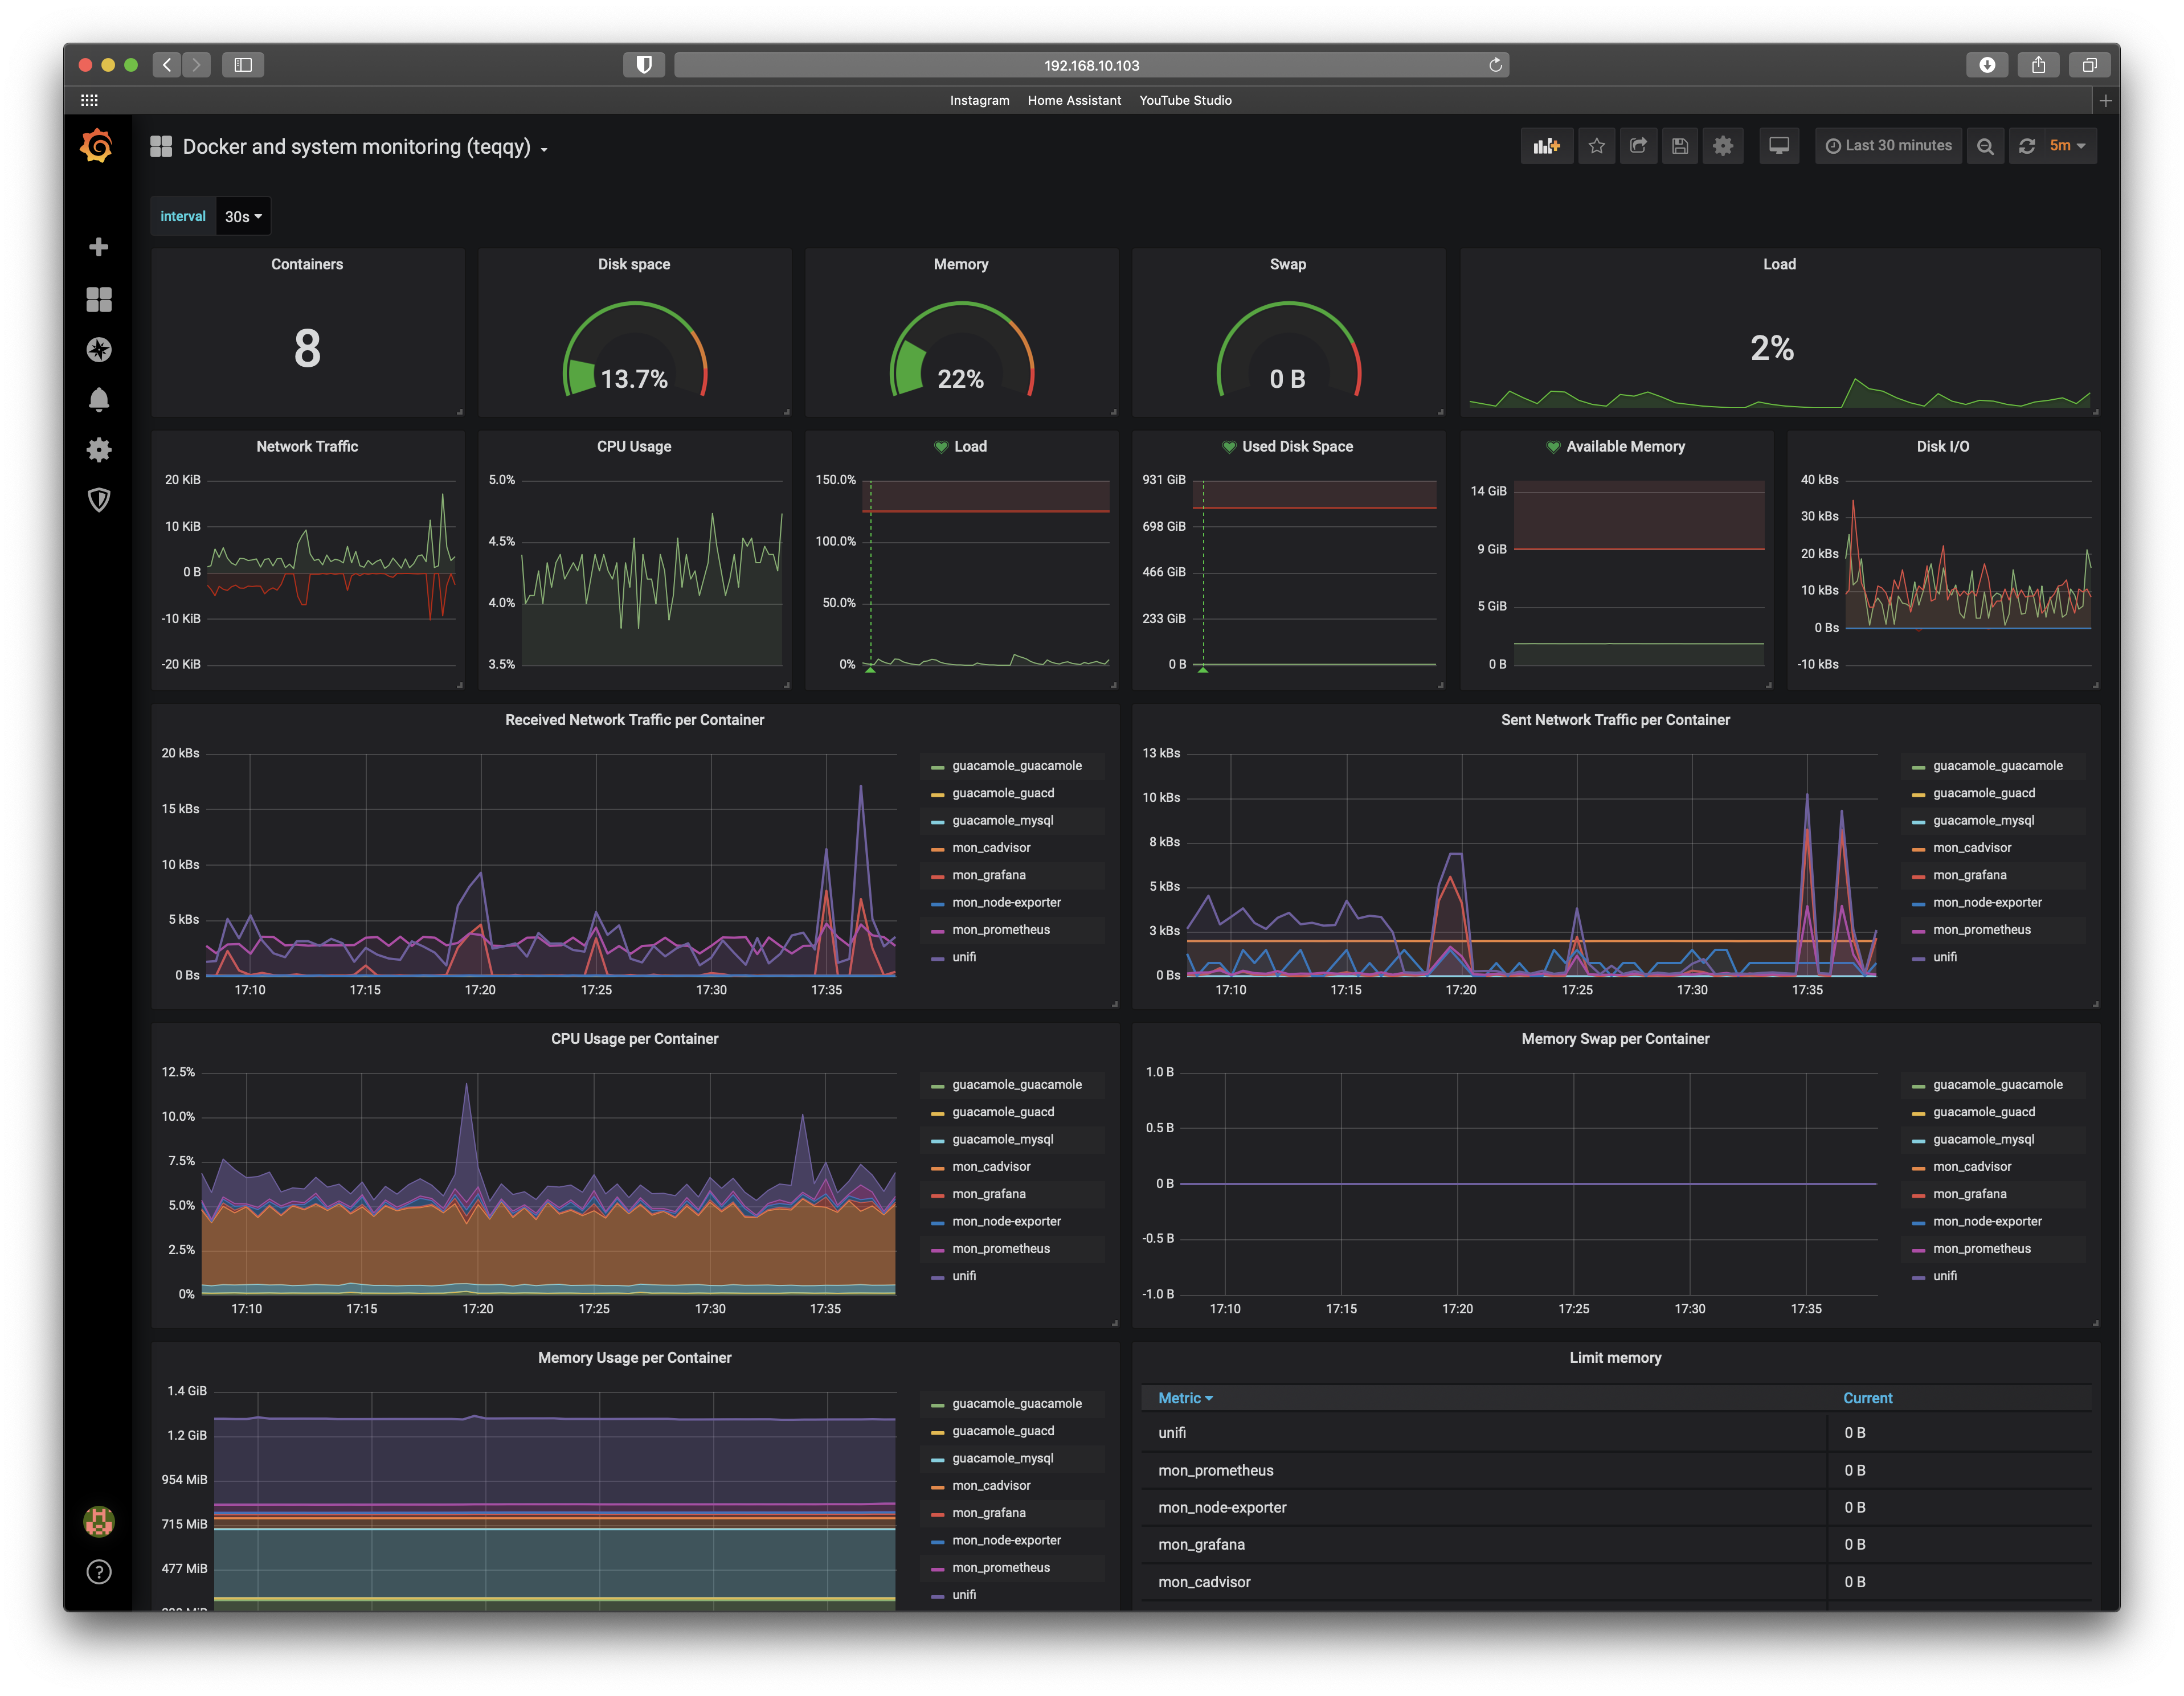 192.168.10.103
Instagram Home Assistant YouTube Studio
Docker and system monitoring (teqqy)
Last 30 minutes 5m
interval 30s
Containers
8
Disk space
13.7%
Memory
22%
Swap
0 B
Load
2%
Network Traffic
20 KiB
10 KiB
0 B
-10 KiB
-20 KiB
CPU Usage
5.0%
4.5%
4.0%
3.5%
Load
150.0%
100.0%
50.0%
0%
Used Disk Space
931 GiB
698 GiB
466 GiB
233 GiB
0 B
Available Memory
14 GiB
9 GiB
5 GiB
0 B
Disk I/O
40 kBs
30 kBs
20 kBs
10 kBs
0 Bs
-10 kBs
Received Network Traffic per Container
20 kBs
15 kBs
10 kBs
5 kBs
0 Bs
17:10 17:15 17:20 17:25 17:30 17:35
guacamole_guacamole
guacamole_guacd
guacamole_mysql
mon_cadvisor
mon_grafana
mon_node-exporter
mon_prometheus
unifi
Sent Network Traffic per Container
13 kBs
10 kBs
8 kBs
5 kBs
3 kBs
0 Bs
17:10 17:15 17:20 17:25 17:30 17:35
guacamole_guacamole
guacamole_guacd
guacamole_mysql
mon_cadvisor
mon_grafana
mon_node-exporter
mon_prometheus
unifi
CPU Usage per Container
12.5%
10.0%
7.5%
5.0%
2.5%
0%
17:10 17:15 17:20 17:25 17:30 17:35
guacamole_guacamole
guacamole_guacd
guacamole_mysql
mon_cadvisor
mon_grafana
mon_node-exporter
mon_prometheus
unifi
Memory Swap per Container
1.0 B
0.5 B
0 B
-0.5 B
-1.0 B
17:10 17:15 17:20 17:25 17:30 17:35
guacamole_guacamole
guacamole_guacd
guacamole_mysql
mon_cadvisor
mon_grafana
mon_node-exporter
mon_prometheus
unifi
Memory Usage per Container
1.4 GiB
1.2 GiB
954 MiB
715 MiB
477 MiB
guacamole_guacamole
guacamole_guacd
guacamole_mysql
mon_cadvisor
mon_grafana
mon_node-exporter
mon_prometheus
unifi
Limit memory
Metric Current
unifi 0 B
mon_prometheus 0 B
mon_node-exporter 0 B
mon_grafana 0 B
mon_cadvisor 0 B